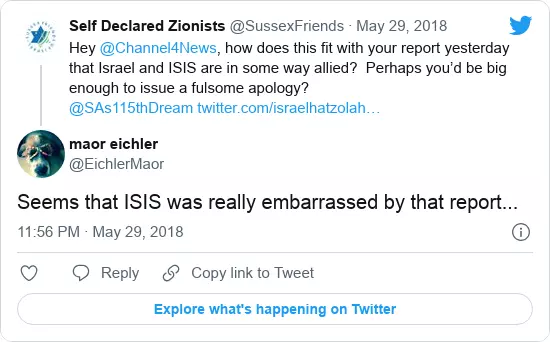 Self Declared Zionists @SussexFriends · May 29, 2018
Hey @Channel4News, how does this fit with your report yesterday
that Israel and ISIS are in some way allied?  Perhaps you’d be big
enough to issue a fulsome apology?
@SAs115thDream twitter.com/israelhatzolah…
maor eichler
@EichlerMaor
Seems that ISIS was really embarrassed by that report...
11:56 PM · May 29, 2018
Reply Copy link to Tweet
Explore what's happening on Twitter